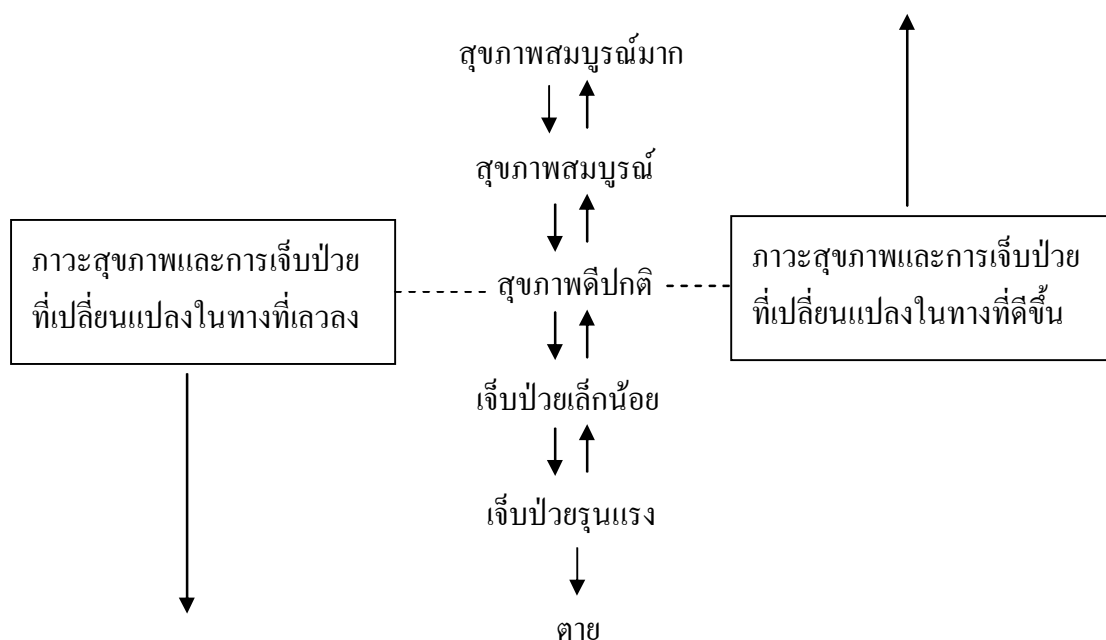 สุขภาพสมบูรณ์มาก
สุขภาพสมบูรณ์
ภาวะสุขภาพและการเจ็บป่วย
ที่เปลี่ยนแปลงในทางที่เลวลง
สุขภาพดีปกติ
ภาวะสุขภาพและการเจ็บป่วย
ที่เปลี่ยนแปลงในทางที่ดีขึ้น
เจ็บป่วยเล็กน้อย
เจ็บป่วยรุนแรง
ตาย